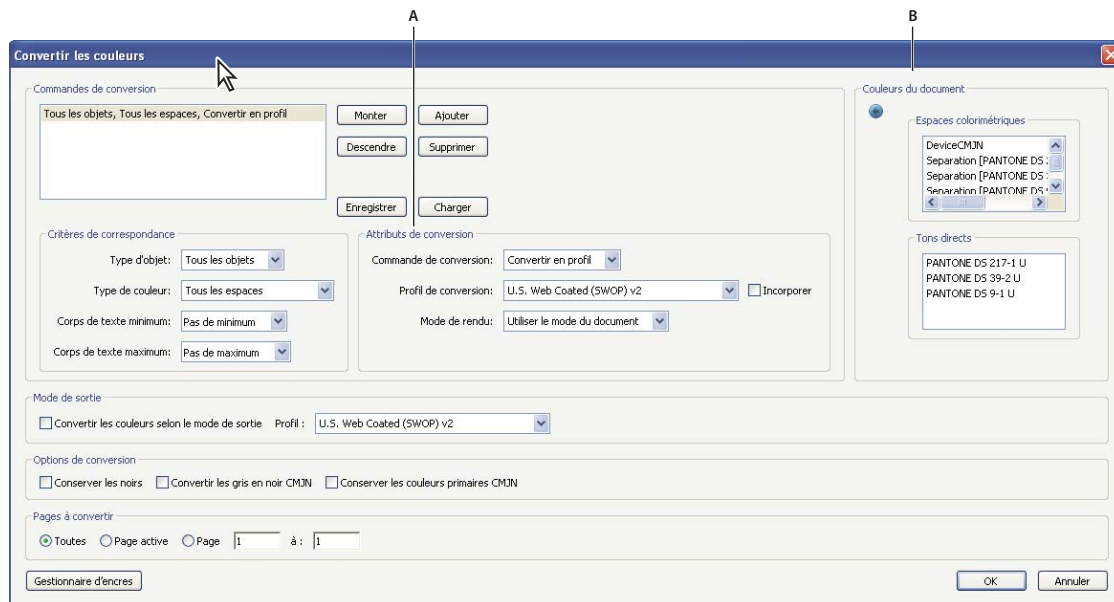 A
B
Convertir les couleurs
Commandes de conversion
Tous les objets, Tous les espaces, Convertir en profil
Monter
Ajouter
Descendre
Supprimer
Enregistrer
Charger
Critères de correspondance
Type d'objet: Tous les objets
Type de couleur: Tous les espaces
Corps de texte minimum: Pas de minimum
Corps de texte maximum: Pas de maximum
Attributs de conversion
Commande de conversion: Convertir en profil
Profil de conversion: U.S. Web Coated (SWOP) v2 Incorporer
Mode de rendu: Utiliser le mode du document
Couleurs du document
Espaces colorimétriques
DeviceCMJN
Separation [PANTONE DS
Separation [PANTONE DS
Separation [PANTONE DS
Tons directs
PANTONE DS 217-1 U
PANTONE DS 39-2 U
PANTONE DS 9-1 U
Mode de sortie
Convertir les couleurs selon le mode de sortie Profil : U.S. Web Coated (SWOP) v2
Options de conversion
Conserver les noirs Convertir les gris en noir CMJN Conserver les couleurs primaires CMJN
Pages à convertir
Toutes Page active Page 1 à : 1
Gestionnaire d'encres
OK
Annuler